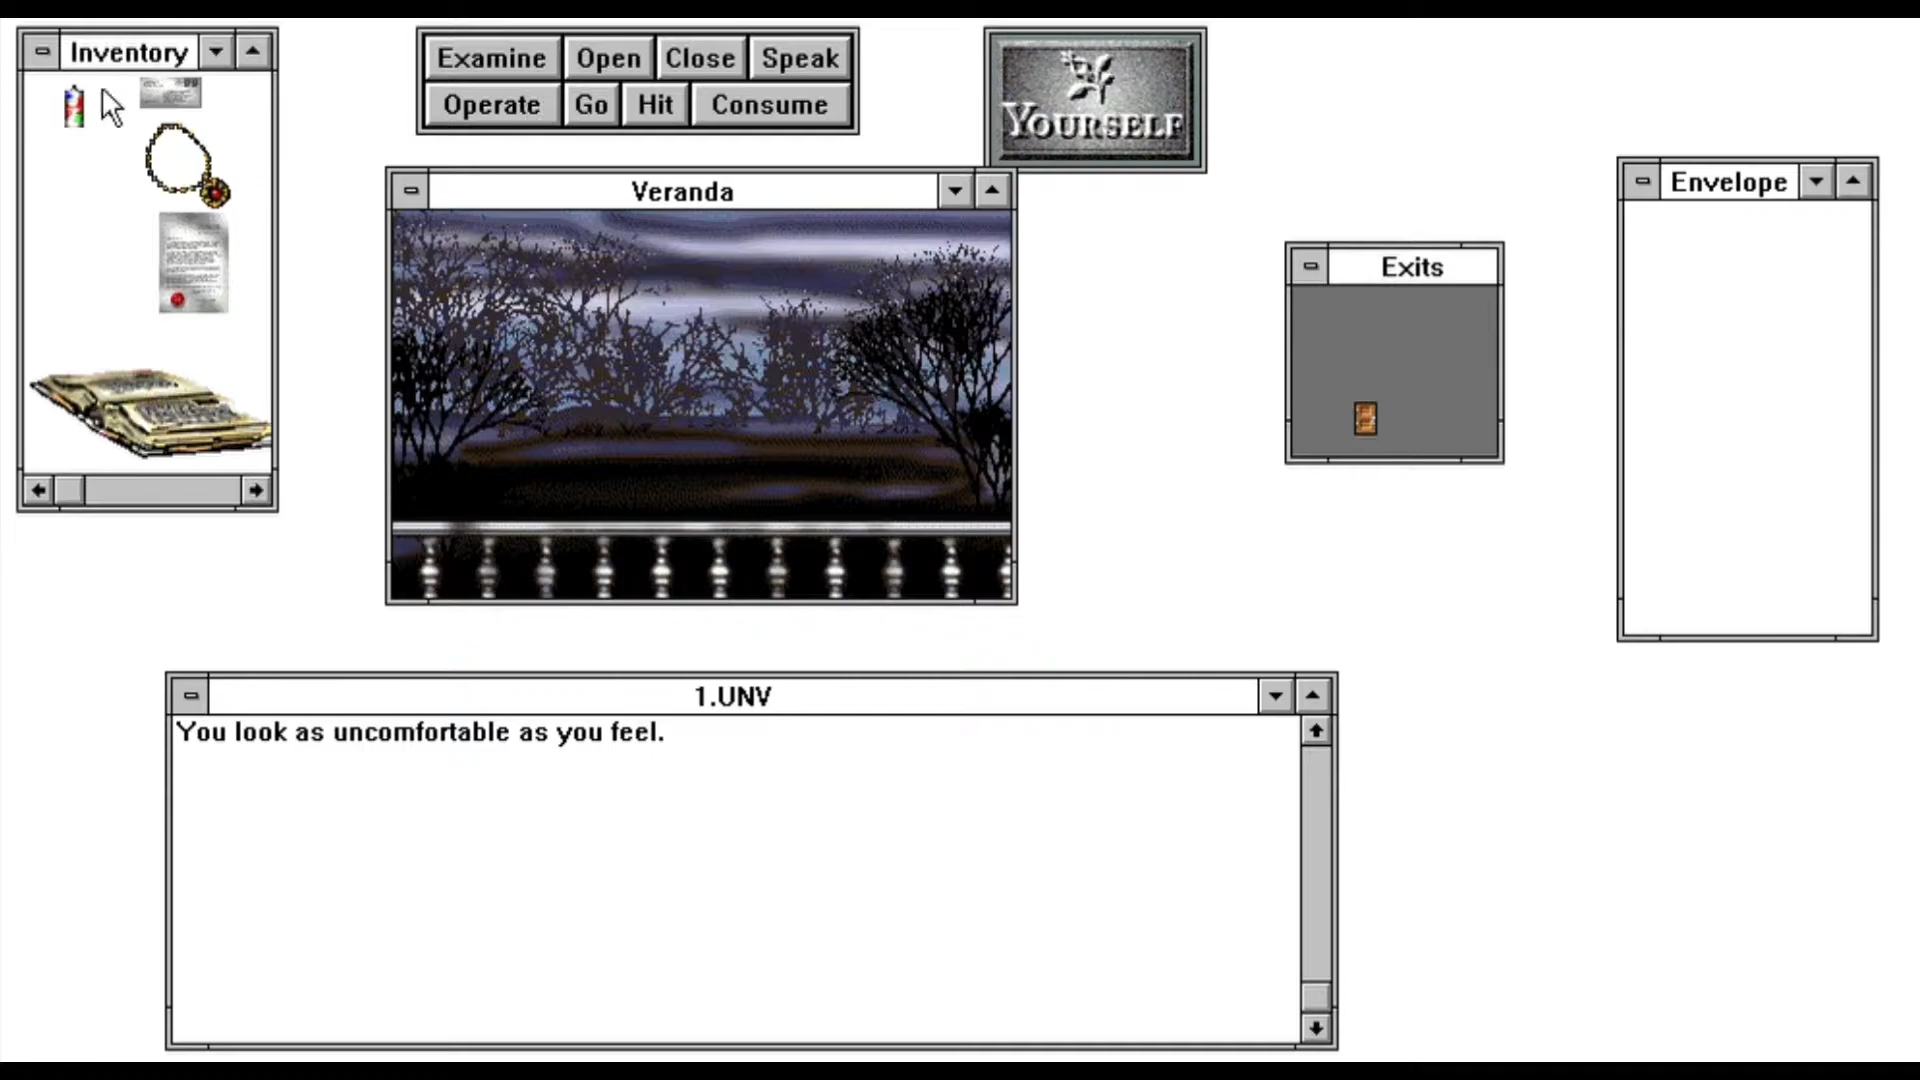 Inventory
Examine Open Close Speak
Operate Go Hit Consume
YOURSELF
Veranda
Exits
Envelope
1.UNV
You look as uncomfortable as you feel.